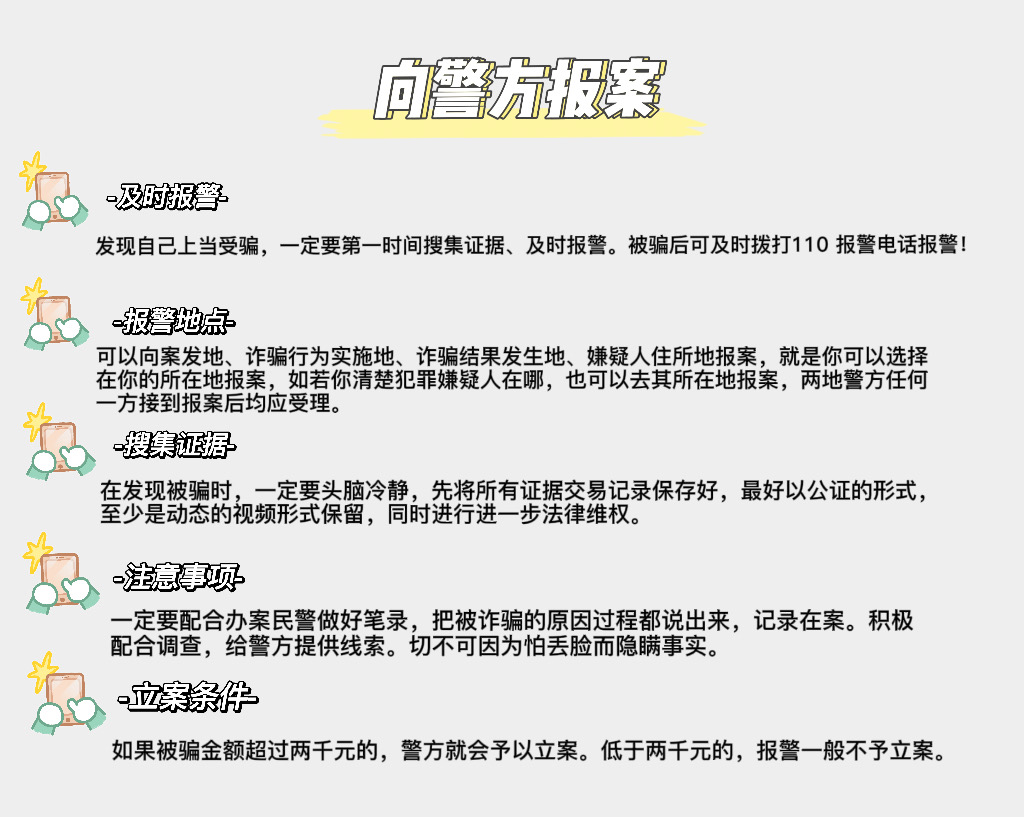 向警方报案
-及时报警-
发现自己上当受骗，一定要第一时间搜集证据、及时报警。被骗后可及时拨打110 报警电话报警！
-报警地点-
可以向案发地、诈骗行为实施地、诈骗结果发生地、嫌疑人住所地报案，就是你可以选择
在你的所在地报案，如若你清楚犯罪嫌疑人在哪，也可以去其所在地报案，两地警方任何
一方接到报案后均应受理。
-搜集证据-
在发现被骗时，一定要头脑冷静，先将所有证据交易记录保存好，最好以公证的形式，
至少是动态的视频形式保留，同时进行进一步法律维权。
-注意事项-
一定要配合办案民警做好笔录，把被诈骗的原因过程都说出来，记录在案。积极
配合调查，给警方提供线索。切不可因为怕丢脸而隐瞒事实。
-立案条件-
如果被骗金额超过两千元的，警方就会予以立案。低于两千元的，报警一般不予立案。